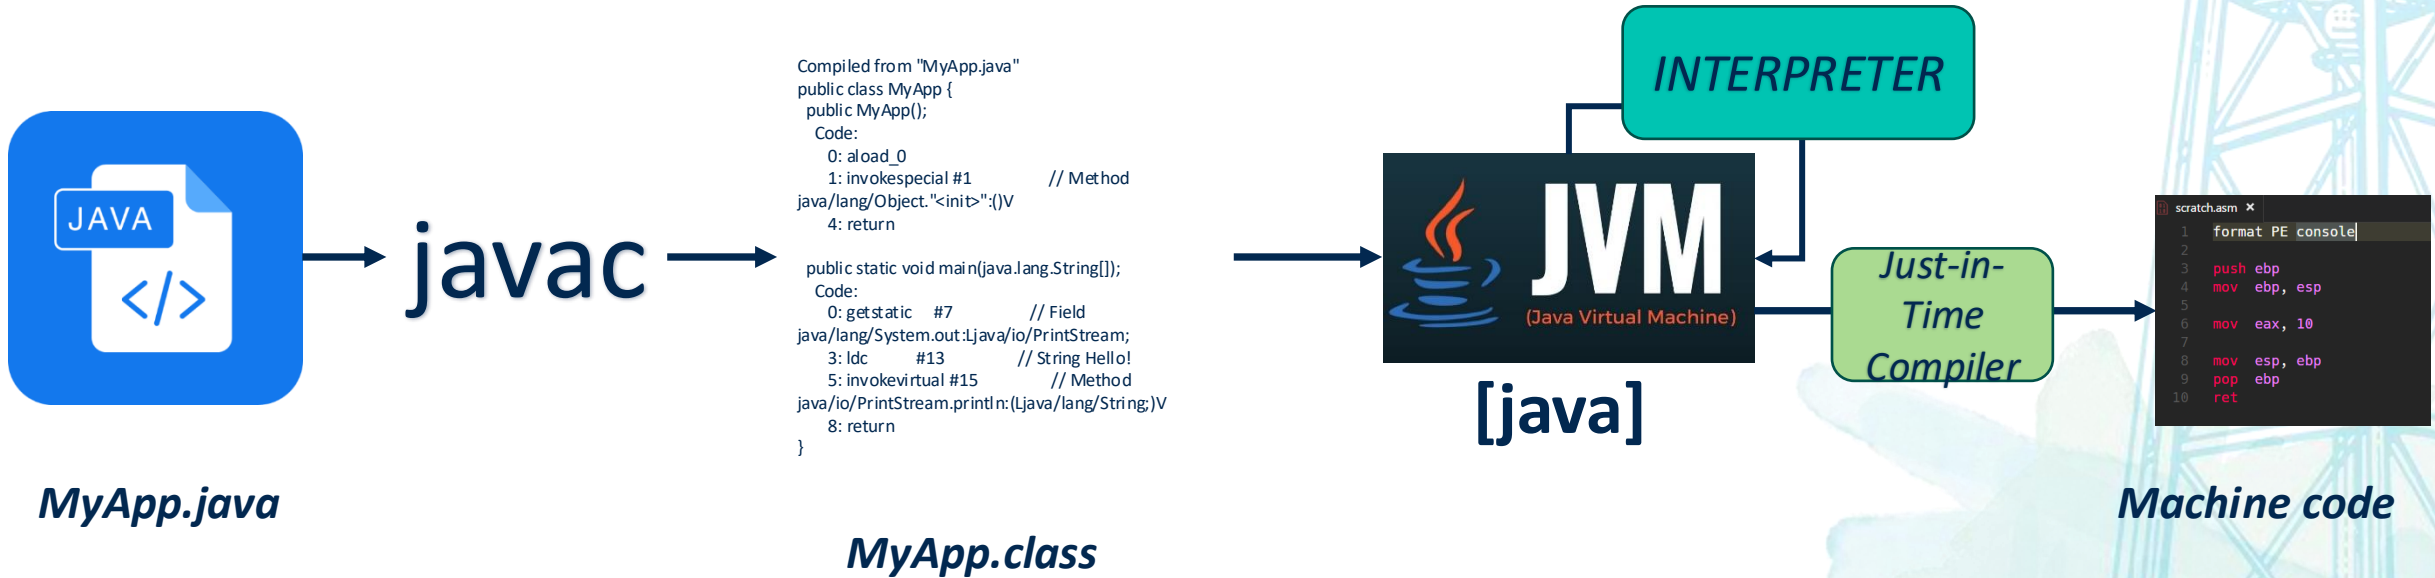 JAVA
</>
MyApp.java
javac
Compiled from "MyApp.java"
public class MyApp {
public MyApp();
Code:
0: aload_0
1: invokespecial #1 // Method
java/lang/Object."<init>":()V
4: return
public static void main(java.lang.String[]);
Code:
0: getstatic #7 // Field
java/lang/System.out:Ljava/io/PrintStream;
3: ldc #13 // String Hello!
5: invokevirtual #15 // Method
java/io/PrintStream.println:(Ljava/lang/String;)V
8: return
}
MyApp.class
INTERPRETER
JVM
(Java Virtual Machine)
[java]
Just-in-
Time
Compiler
scratch.asm ×
1 format PE console
2
3 push ebp
4 mov ebp, esp
5
6 mov eax, 10
7
8 mov esp, ebp
9 pop ebp
10 ret
Machine code